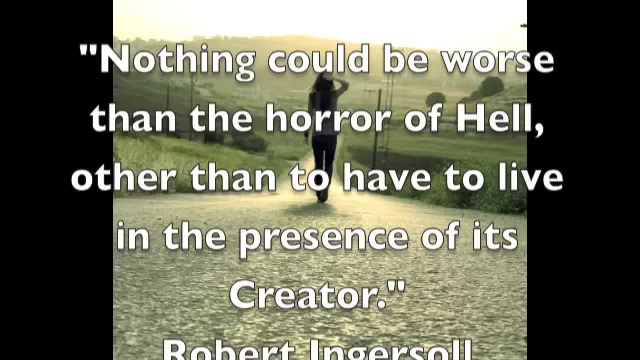 "Nothing could be worse
than the horror of Hell,
other than to have to live
in the presence of its
Creator."
Robert Ingersoll